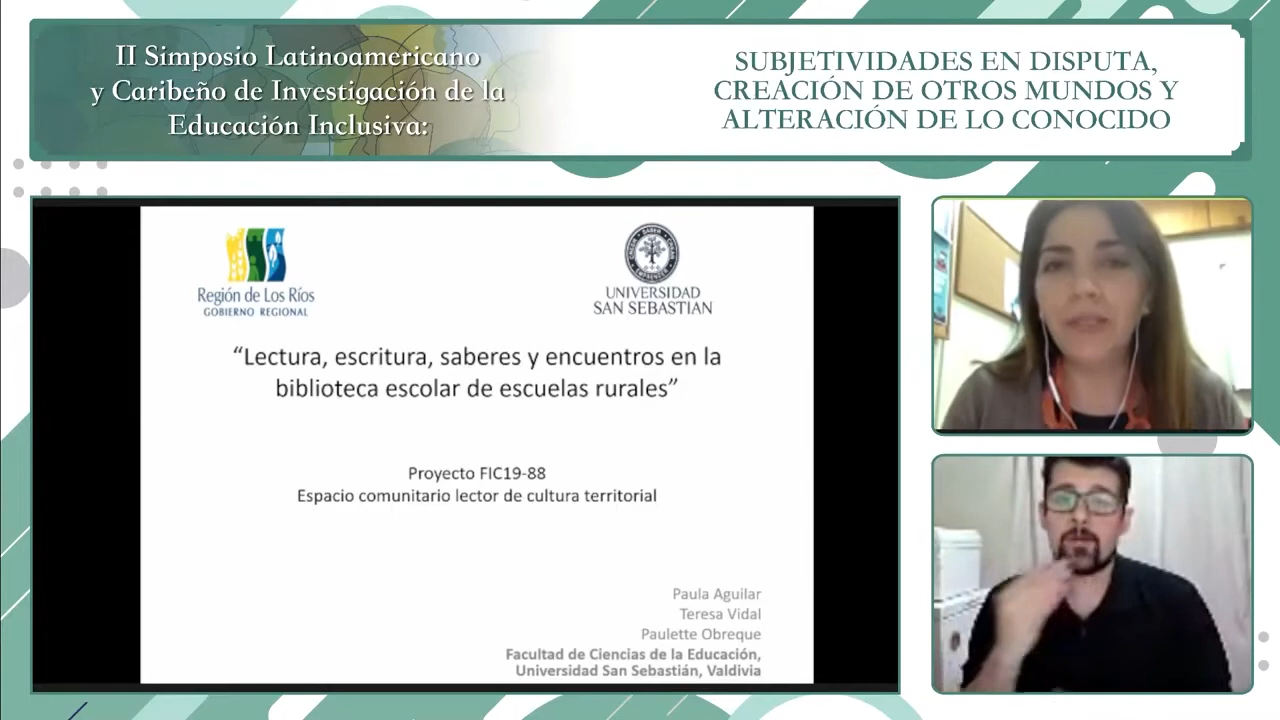 II Simposio Latinoamericano
y Caribeño de Investigación de la
Educación Inclusiva:
SUBJETIVIDADES EN DISPUTA,
CREACIÓN DE OTROS MUNDOS Y
ALTERACIÓN DE LO CONOCIDO
Región de Los Ríos
GOBIERNO REGIONAL
UNIVERSIDAD
SAN SEBASTIAN
“Lectura, escritura, saberes y encuentros en la
biblioteca escolar de escuelas rurales”
Proyecto FIC19-88
Espacio comunitario lector de cultura territorial
Paula Aguilar
Teresa Vidal
Paulette Obreque
Facultad de Ciencias de la Educación,
Universidad San Sebastián, Valdivia